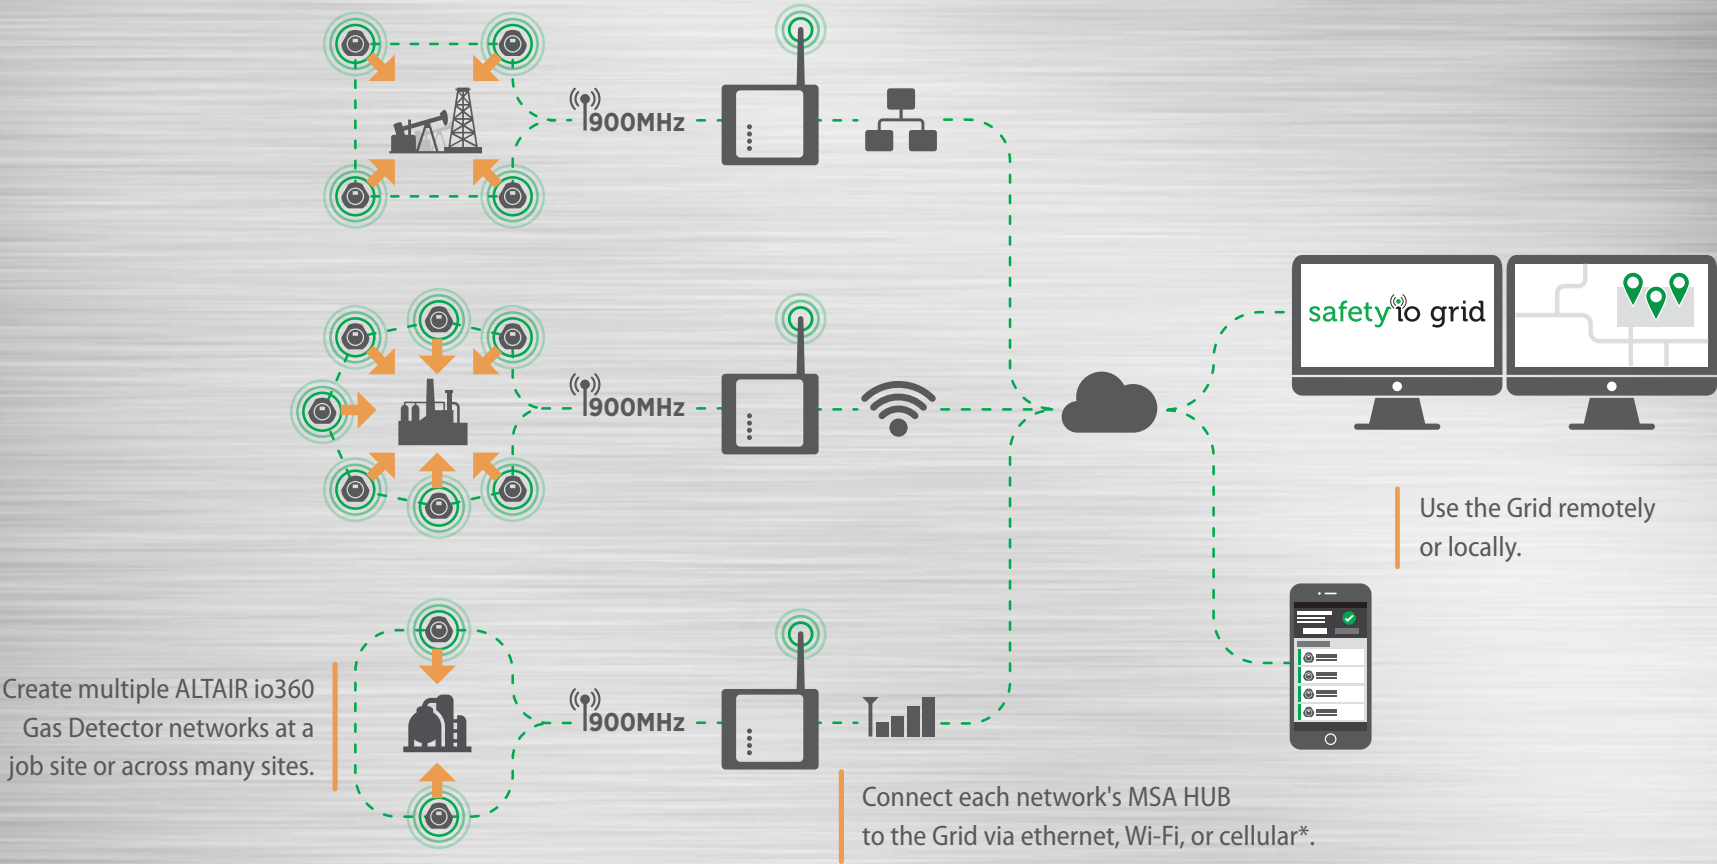 900MHz
safety io grid
900MHz
Use the Grid remotely
or locally.
Create multiple ALTAIR io360
Gas Detector networks at a
job site or across many sites.
900MHz
Connect each network's MSA HUB
to the Grid via ethernet, Wi-Fi, or cellular*.